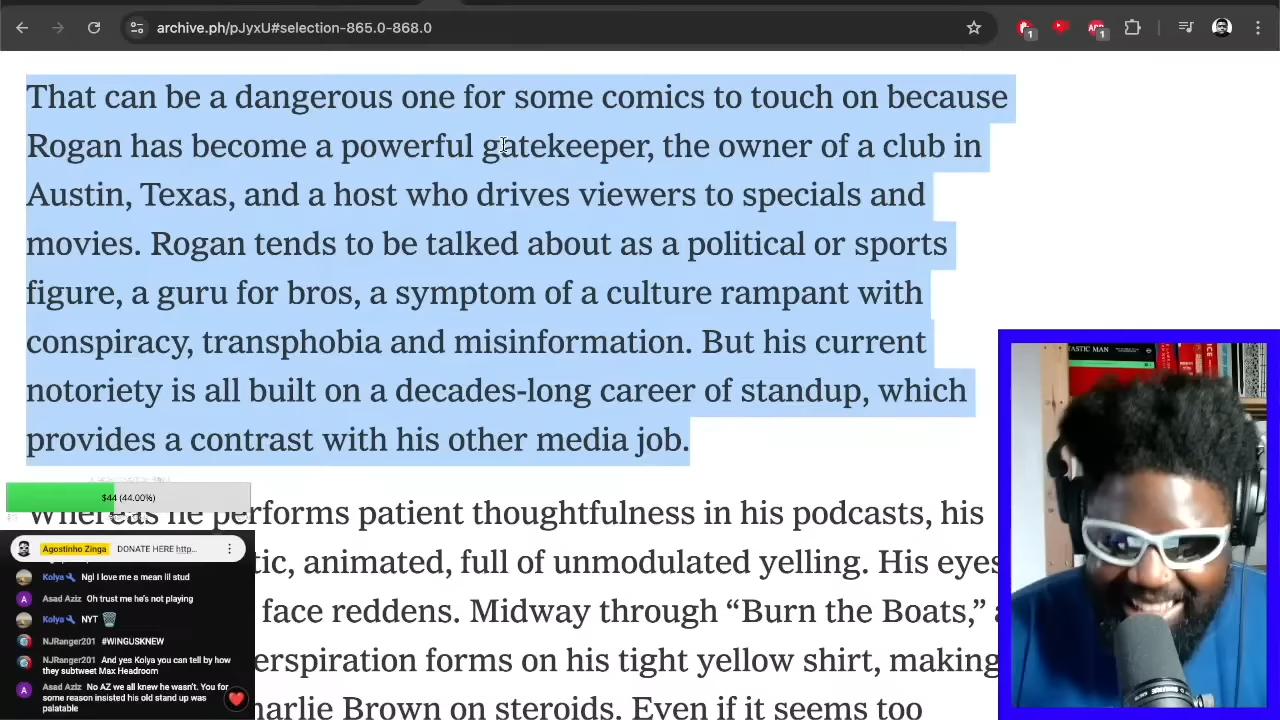 archive.ph/pJyxU#selection-865.0-868.0
1
1
That can be a dangerous one for some comics to touch on because
Rogan has become a powerful gatekeeper, the owner of a club in
Austin, Texas, and a host who drives viewers to specials and
movies. Rogan tends to be talked about as a political or sports
figure, a guru for bros, a symptom of a culture rampant with
conspiracy, transphobia and misinformation. But his current
notoriety is all built on a decades-long career of standup, which
provides a contrast with his other media job.
Whereas he performs patient thoughtfulness in his podcasts, his
tic, animated, full of unmodulated yelling. His eyes
face reddens. Midway through “Burn the Boats,”
erspiration forms on his tight yellow shirt, making
harlie Brown on steroids. Even if it seems too
$44 (44.00%)
Agostinho Zinga DONATE HERE http...
Kolya Ngl I love me a mean lil stud
A Asad Aziz Oh trust me he's not playing
Kolya NYT
NJRanger201 #WINGUSKNEW
NJRanger201 And yes Kolya you can tell by how
they subtweet Max Headroom
A Asad Aziz No AZ we all knew he wasn't. You for
some reason insisted his old stand up was
palatable
TASTIC MAN